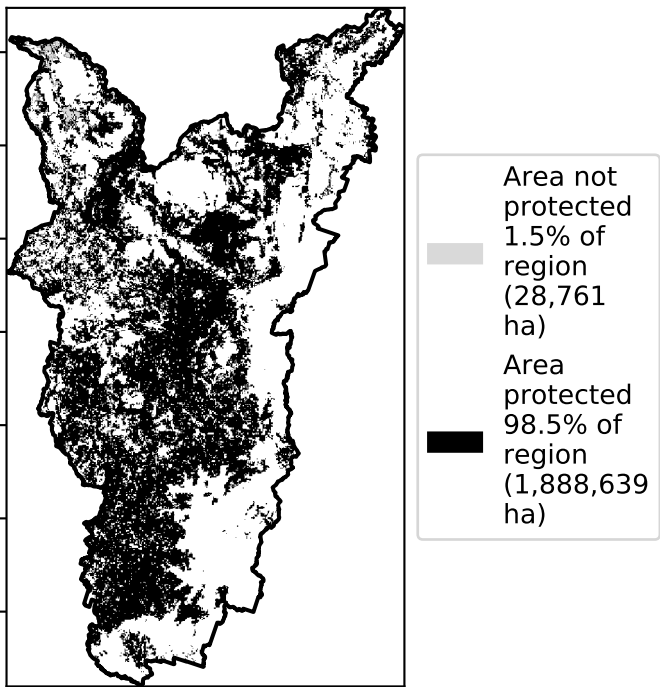 Area not
protected
1.5% of
region
(28,761
ha)
Area
protected
98.5% of
region
(1,888,639
ha)